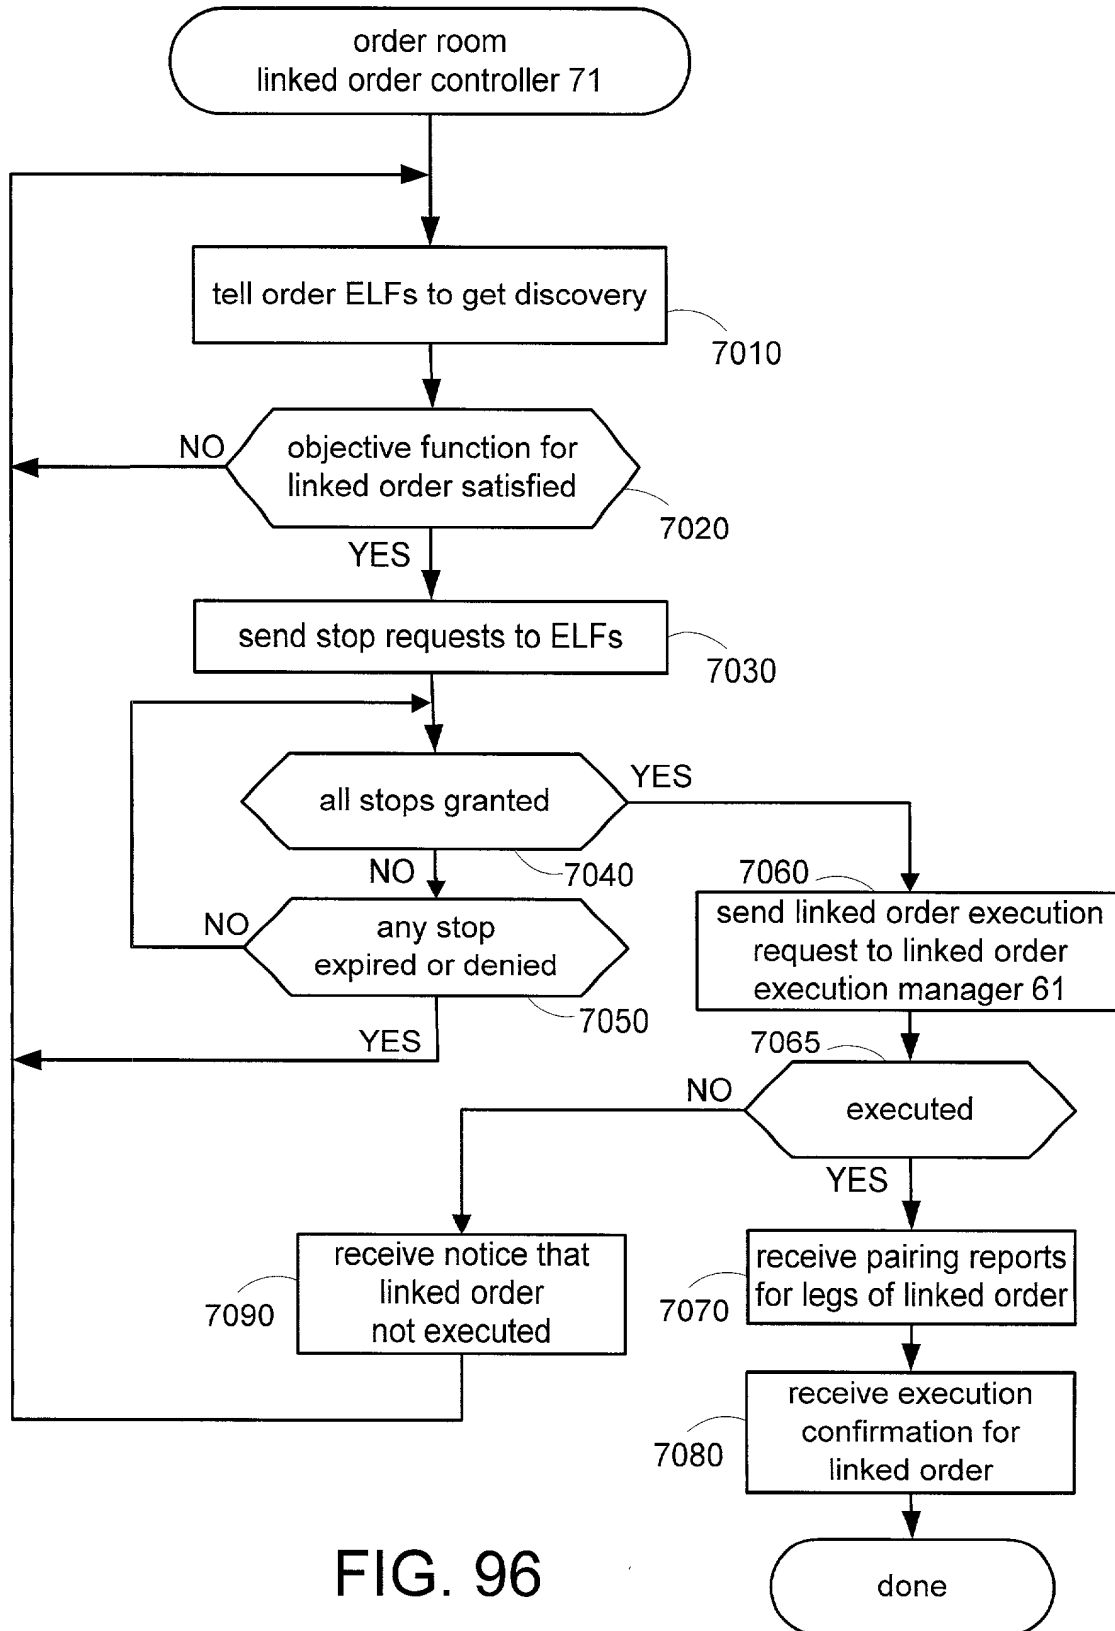 order room
linked order controller 71
tell order ELFs to get discovery
7010
NO
objective function for
linked order satisfied
7020
YES
send stop requests to ELFs
7030
all stops granted
YES
7040
NO
7060
send linked order execution
request to linked order
execution manager 61
NO
any stop
expired or denied
7050
YES
7065
NO
executed
YES
receive notice that
linked order
not executed
7090
receive pairing reports
for legs of linked order
7070
receive execution
confirmation for
linked order
7080
done
FIG. 96